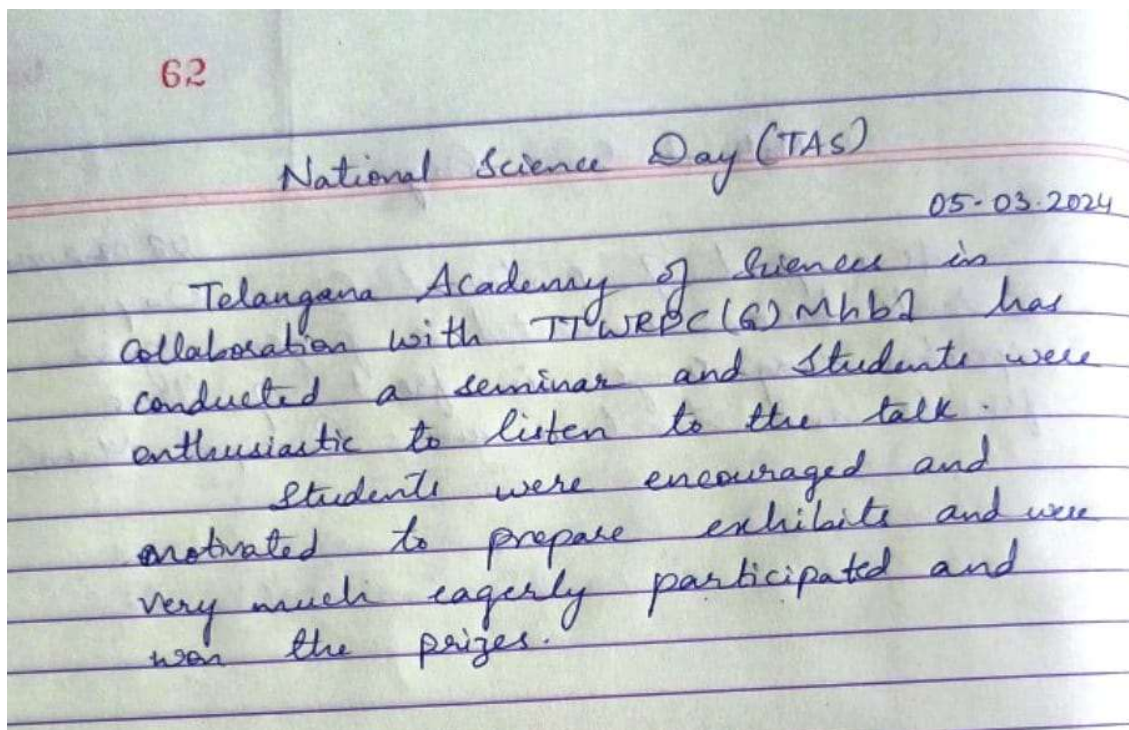 62
National Science Day (TAS)
05-03-2024
Telangana Academy of Sciences in
collaboration with TTWRDC(G) Mhbd has
conducted a seminar and students were
enthusiastic to listen to the talk.
Students were encouraged and
motivated to prepare exhibits and were
very much eagerly participated and
won the prizes.